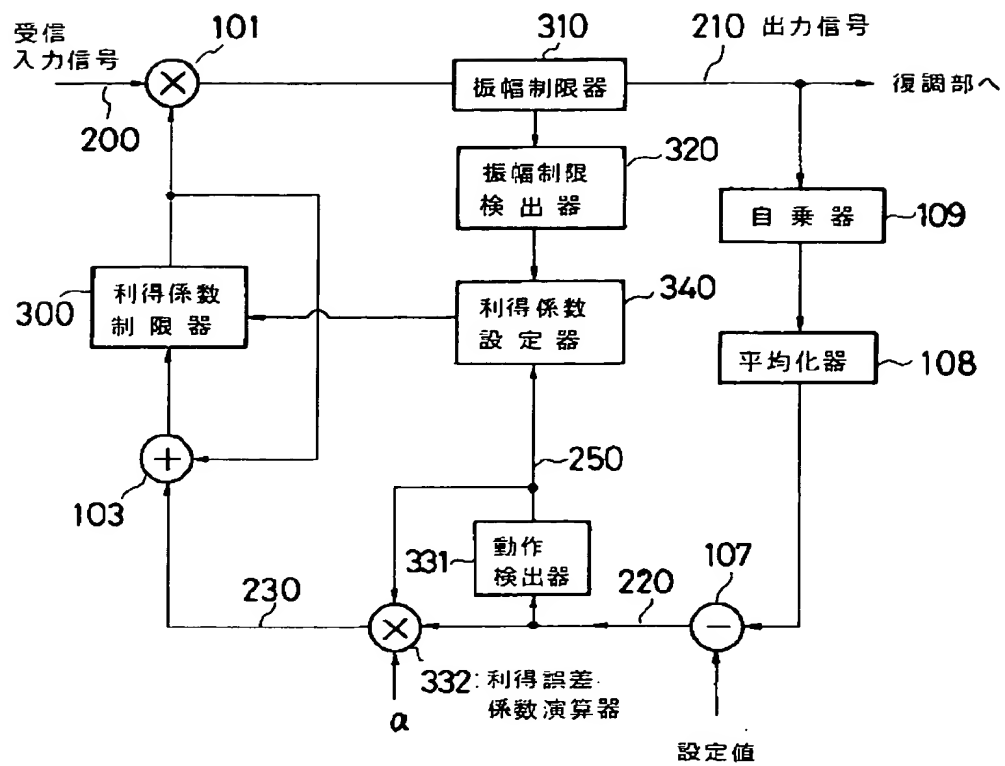 受信
入力信号
101
310
210 出力信号
×
振幅制限器
復調部へ
200
振幅制限
検出器
320
自乗器
109
300
利得係数
制限器
利得係数
設定器
340
平均化器
108
+
103
250
331
動作
検出器
107
230
220
×
−
332:利得誤差
係数演算器
α
設定値